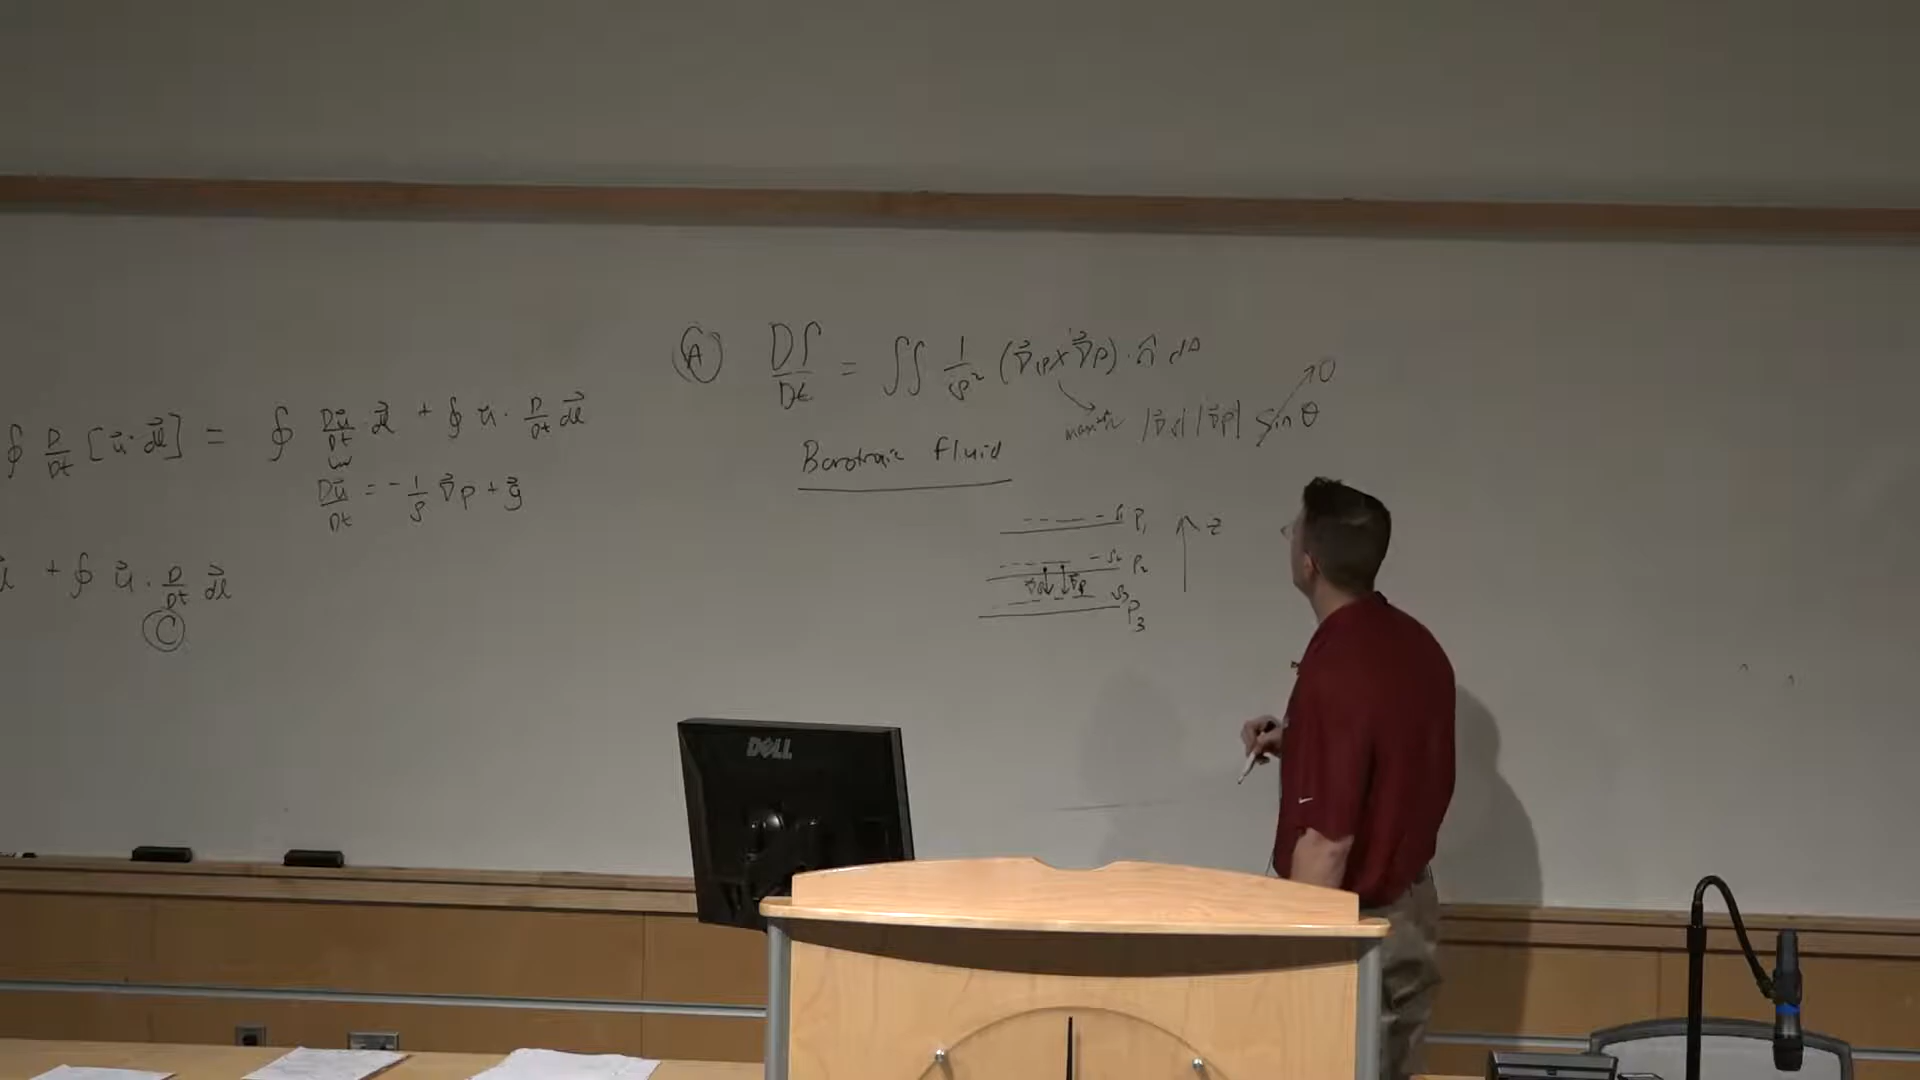 ∮ D/Dt [u⃗ · dl⃗] = ∮ Du⃗/Dt · dl⃗ + ∮ u⃗ · D/Dt dl⃗
Du⃗/Dt = -1/ρ ∇⃗p + g⃗
+ ∮ u⃗ · D/Dt dl⃗
C
A DΓ/Dt = ∬ 1/ρ² (∇⃗ρ × ∇⃗p) · n̂ dA
|∇⃗ρ| |∇⃗p| sin θ 0
Barotropic Fluid
ρ₁ P₁ z
ρ₂ P₂
∇ρ ∇p ρ₃
P₃
DELL